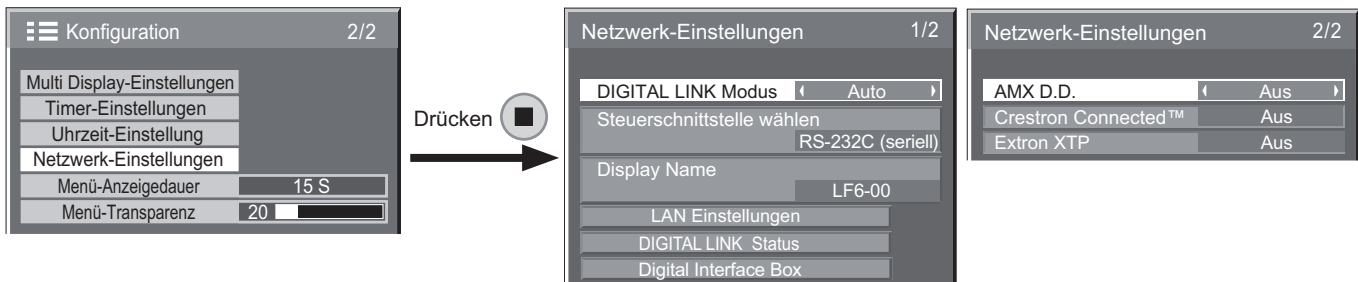 Konfiguration 2/2
Multi Display-Einstellungen
Timer-Einstellungen
Uhrzeit-Einstellung
Netzwerk-Einstellungen
Menü-Anzeigedauer 15 S
Menü-Transparenz 20
Drücken
Netzwerk-Einstellungen 1/2
DIGITAL LINK Modus Auto
Steuerschnittstelle wählen
RS-232C (seriell)
Display Name
LF6-00
LAN Einstellungen
DIGITAL LINK Status
Digital Interface Box
Netzwerk-Einstellungen 2/2
AMX D.D. Aus
Crestron Connected™ Aus
Extron XTP Aus